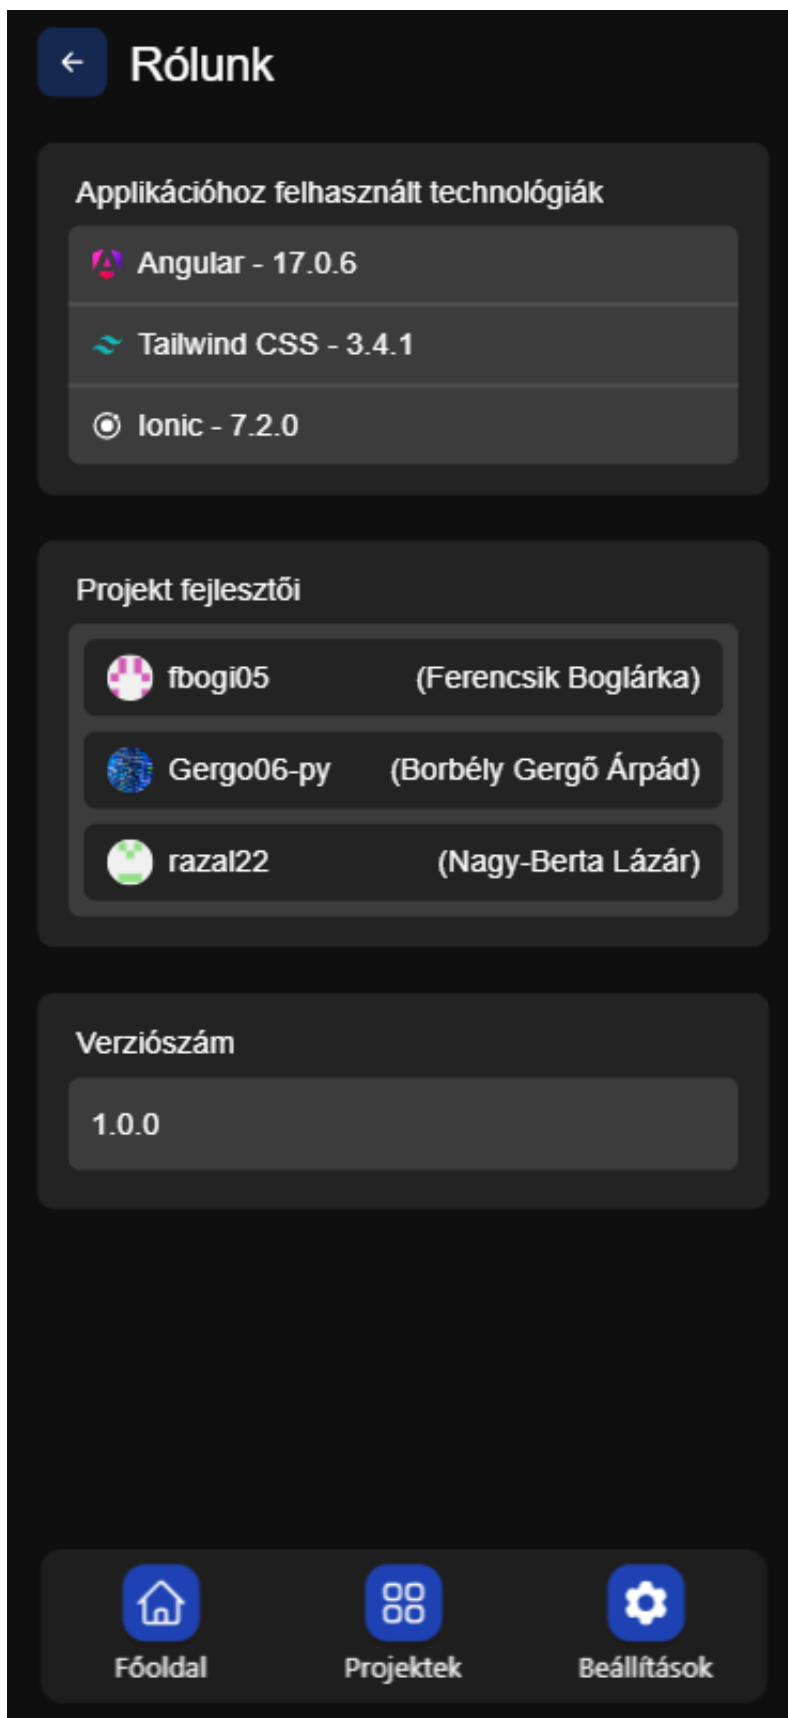 Rólunk
Applikációhoz felhasznált technológiák
Angular - 17.0.6
Tailwind CSS - 3.4.1
Ionic - 7.2.0
Projekt fejlesztői
fbogi05 (Ferencsik Boglárka)
Gergo06-py (Borbély Gergő Árpád)
razal22 (Nagy-Berta Lázár)
Verziószám
1.0.0
Főoldal Projektek Beállítások